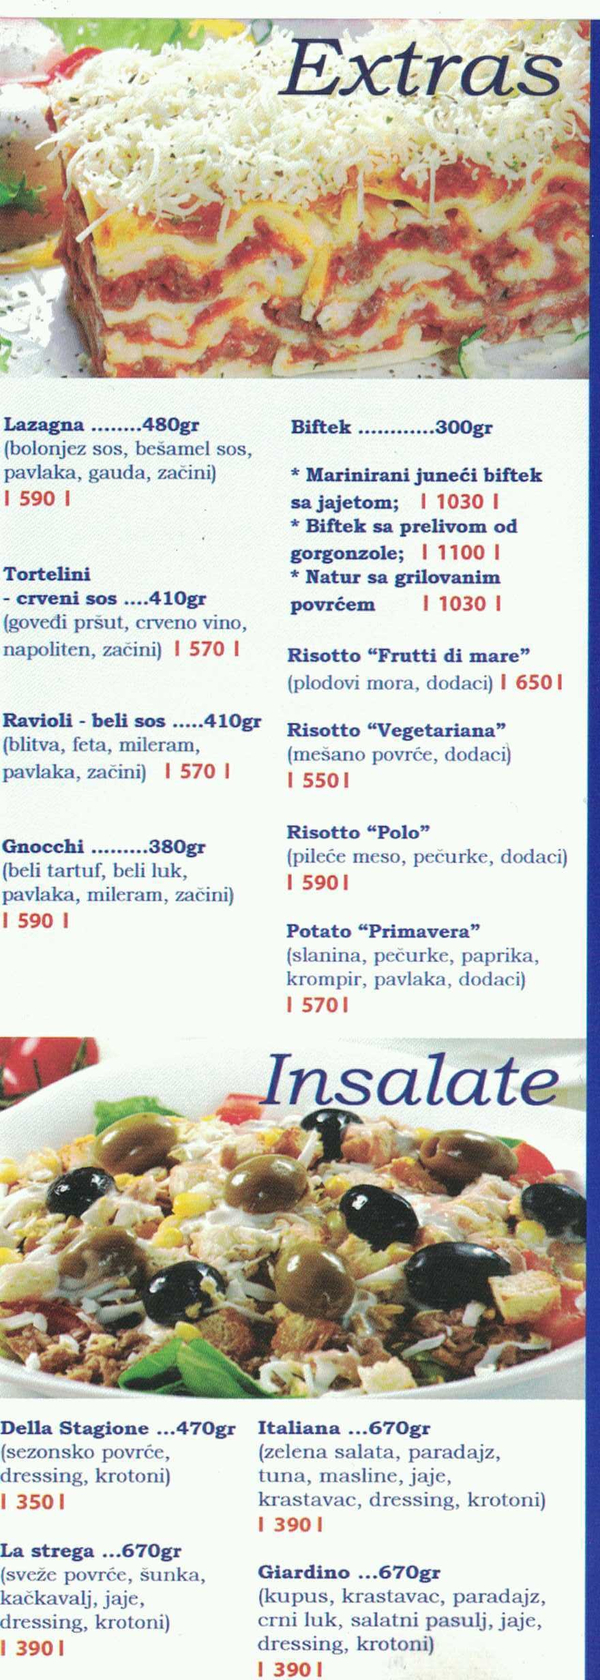 Extras
Lazagna ........480gr
(bolonjez sos, bešamel sos,
pavlaka, gauda, začini)
| 590 |
Tortelini
- crveni sos ....410gr
(goveđi pršut, crveno vino,
napoliten, začini) | 570 |
Ravioli - beli sos .....410gr
(blitva, feta, mileram,
pavlaka, začini) | 570 |
Gnocchi .........380gr
(beli tartuf, beli luk,
pavlaka, mileram, začini)
| 590 |
Biftek ............300gr
* Marinirani juneći biftek
sa jajetom; | 1030 |
* Biftek sa prelivom od
gorgonzole; | 1100 |
* Natur sa grilovanim
povrćem | 1030 |
Risotto “Frutti di mare”
(plodovi mora, dodaci) | 650 |
Risotto “Vegetariana”
(mešano povrće, dodaci)
| 550 |
Risotto “Polo”
(pileće meso, pečurke, dodaci)
| 590 |
Potato “Primavera”
(slanina, pečurke, paprika,
krompir, pavlaka, dodaci)
| 570 |
Insalate
Della Stagione ...470gr
(sezonsko povrće,
dressing, krotoni)
| 350 |
La strega ...670gr
(sveže povrće, šunka,
kačkavalj, jaje,
dressing, krotoni)
| 390 |
Italiana ...670gr
(zelena salata, paradajz,
tuna, masline, jaje,
krastavac, dressing, krotoni)
| 390 |
Giardino ...670gr
(kupus, krastavac, paradajz,
crni luk, salatni pasulj, jaje,
dressing, krotoni)
| 390 |